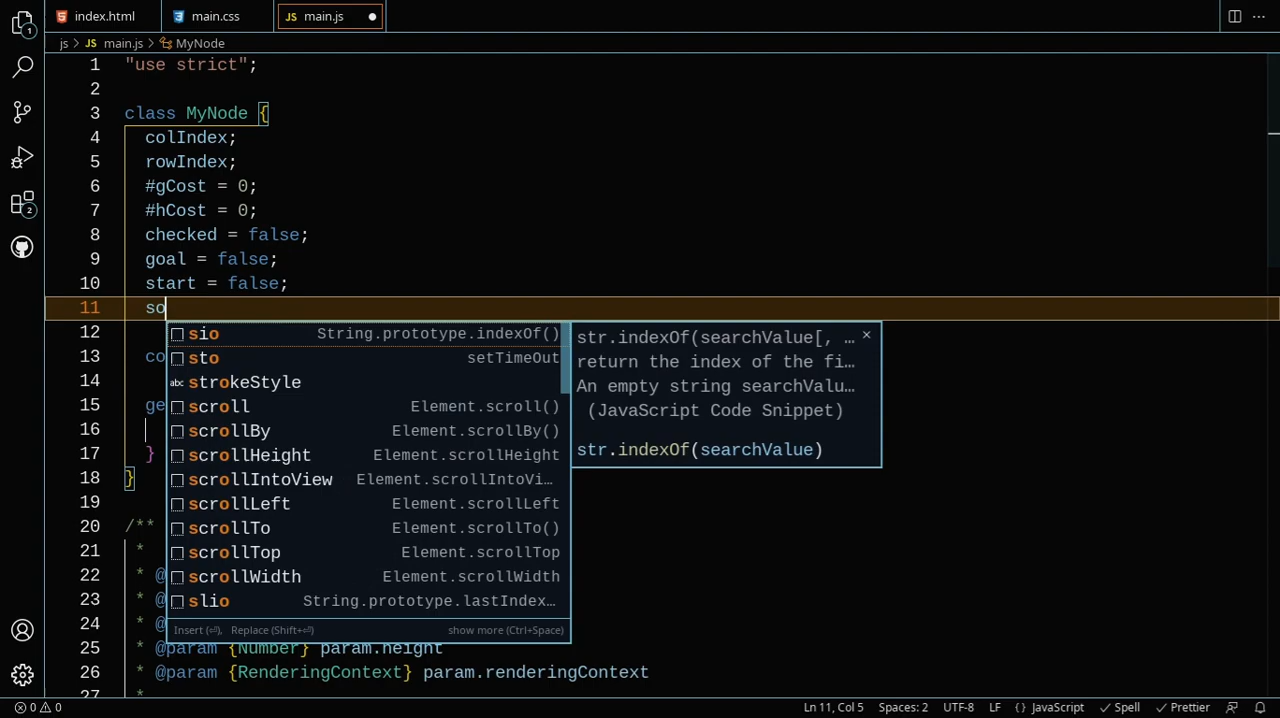 index.html
main.css
JS main.js
js > JS main.js > MyNode
1 "use strict";
2
3 class MyNode {
4 colIndex;
5 rowIndex;
6 #gCost = 0;
7 #hCost = 0;
8 checked = false;
9 goal = false;
10 start = false;
11 so
12
13 co
14
15 ge
16
17 }
18 }
19
20 /**
21 *
22 * @
23 * @
24 * @
25 * @param {Number} param.height
26 * @param {RenderingContext} param.renderingContext
27 *
sio String.prototype.indexOf()
sto setTimeOut
abc strokeStyle
scroll Element.scroll()
scrollBy Element.scrollBy()
scrollHeight Element.scrollHeight
scrollIntoView Element.scrollIntoVi…
scrollLeft Element.scrollLeft
scrollTo Element.scrollTo()
scrollTop Element.scrollTop
scrollWidth Element.scrollWidth
slio String.prototype.lastIndex…
Insert (⏎), Replace (Shift+⏎) show more (Ctrl+Space)
str.indexOf(searchValue[, …
return the index of the fi…
An empty string searchValu…
(JavaScript Code Snippet)
str.indexOf(searchValue)
1
2
0 0 Ln 11, Col 5 Spaces: 2 UTF-8 LF {} JavaScript Spell Prettier